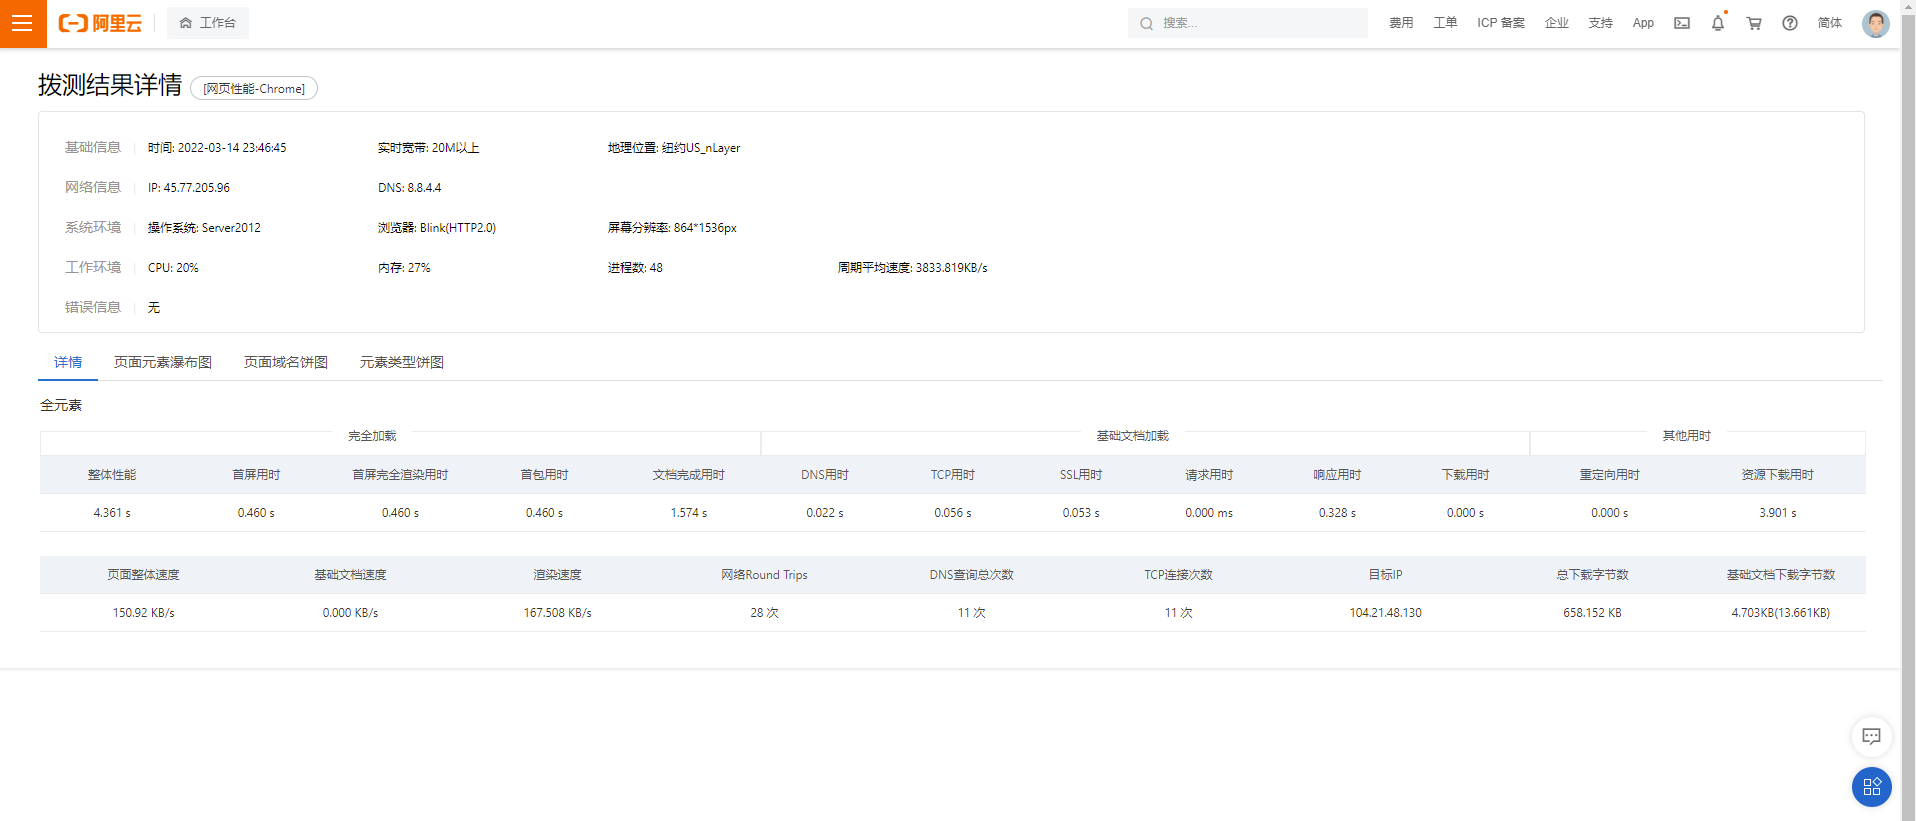 阿里云 工作台 搜索... 费用 工单 ICP 备案 企业 支持 App 简体
拨测结果详情 [网页性能-Chrome]
基础信息 时间: 2022-03-14 23:46:45 实时宽带: 20M以上 地理位置: 纽约US_nLayer
网络信息 IP: 45.77.205.96 DNS: 8.8.4.4
系统环境 操作系统: Server2012 浏览器: Blink(HTTP2.0) 屏幕分辨率: 864*1536px
工作环境 CPU: 20% 内存: 27% 进程数: 48 周期平均速度: 3833.819KB/s
错误信息 无
详情 页面元素瀑布图 页面域名饼图 元素类型饼图
全元素
完全加载 基础文档加载 其他用时
整体性能 首屏用时 首屏完全渲染用时 首包用时 文档完成用时 DNS用时 TCP用时 SSL用时 请求用时 响应用时 下载用时 重定向用时 资源下载用时
4.361 s 0.460 s 0.460 s 0.460 s 1.574 s 0.022 s 0.056 s 0.053 s 0.000 ms 0.328 s 0.000 s 0.000 s 3.901 s
页面整体速度 基础文档速度 渲染速度 网络Round Trips DNS查询总次数 TCP连接次数 目标IP 总下载字节数 基础文档下载字节数
150.92 KB/s 0.000 KB/s 167.508 KB/s 28 次 11 次 11 次 104.21.48.130 658.152 KB 4.703KB(13.661KB)